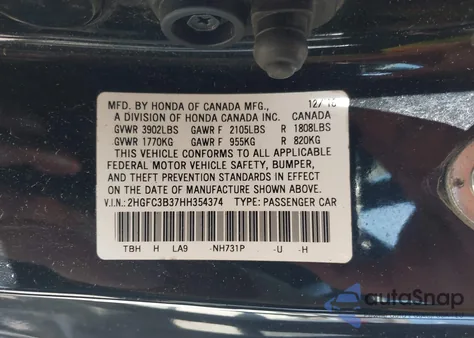 MFD. BY HONDA OF CANADA MFG., 12/16
A DIVISION OF HONDA CANADA INC. CANADA
GVWR 3902LBS GAWR F 2105LBS R 1808LBS
GVWR 1770KG GAWR F 955KG R 820KG
THIS VEHICLE CONFORMS TO ALL APPLICABLE
FEDERAL MOTOR VEHICLE SAFETY, BUMPER,
AND THEFT PREVENTION STANDARDS IN EFFECT
ON THE DATE OF MANUFACTURE SHOWN ABOVE.
V.I.N.: 2HGFC3B37HH354374 TYPE: PASSENGER CAR
TBH H LA9 -NH731P -U -H
autoSnap